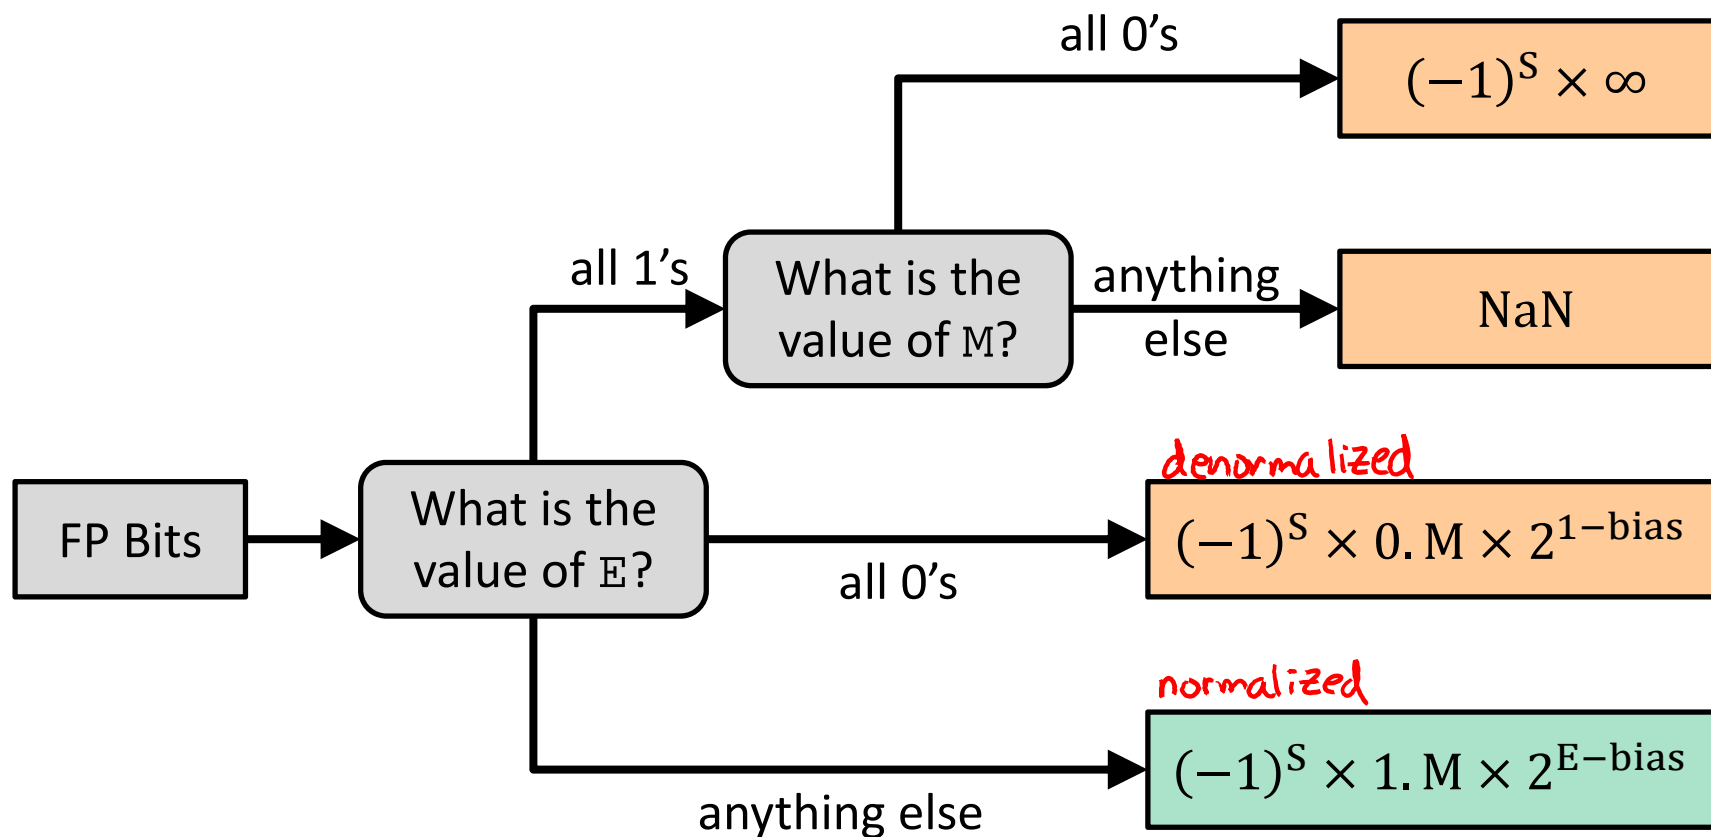 all 0's
(−1)^S × ∞
all 1's
What is the
value of M?
anything
else
NaN
FP Bits
What is the
value of E?
all 0's
denormalized
(−1)^S × 0.M × 2^(1−bias)
normalized
(−1)^S × 1.M × 2^(E−bias)
anything else